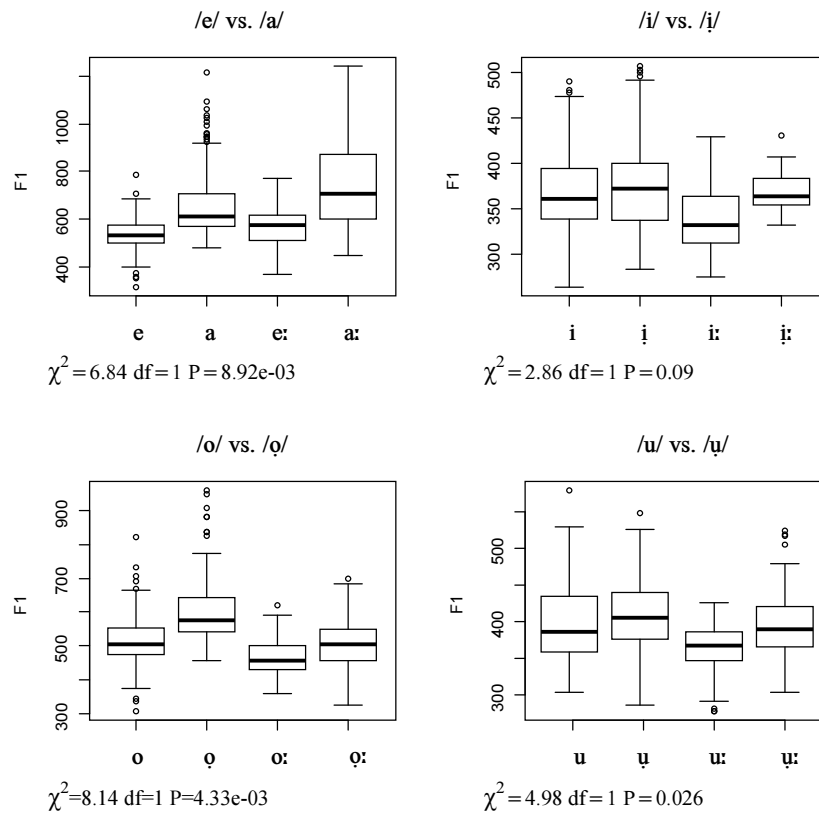 /e/ vs. /a/
F1
400
600
800
1000
e a eː aː
χ² = 6.84 df = 1 P = 8.92e-03
/i/ vs. /ị/
F1
300
350
400
450
500
i ị iː ịː
χ² = 2.86 df = 1 P = 0.09
/o/ vs. /ọ/
F1
300
500
700
900
o ọ oː ọː
χ²=8.14 df=1 P=4.33e-03
/u/ vs. /ụ/
F1
300
400
500
u ụ uː ụː
χ² = 4.98 df = 1 P = 0.026